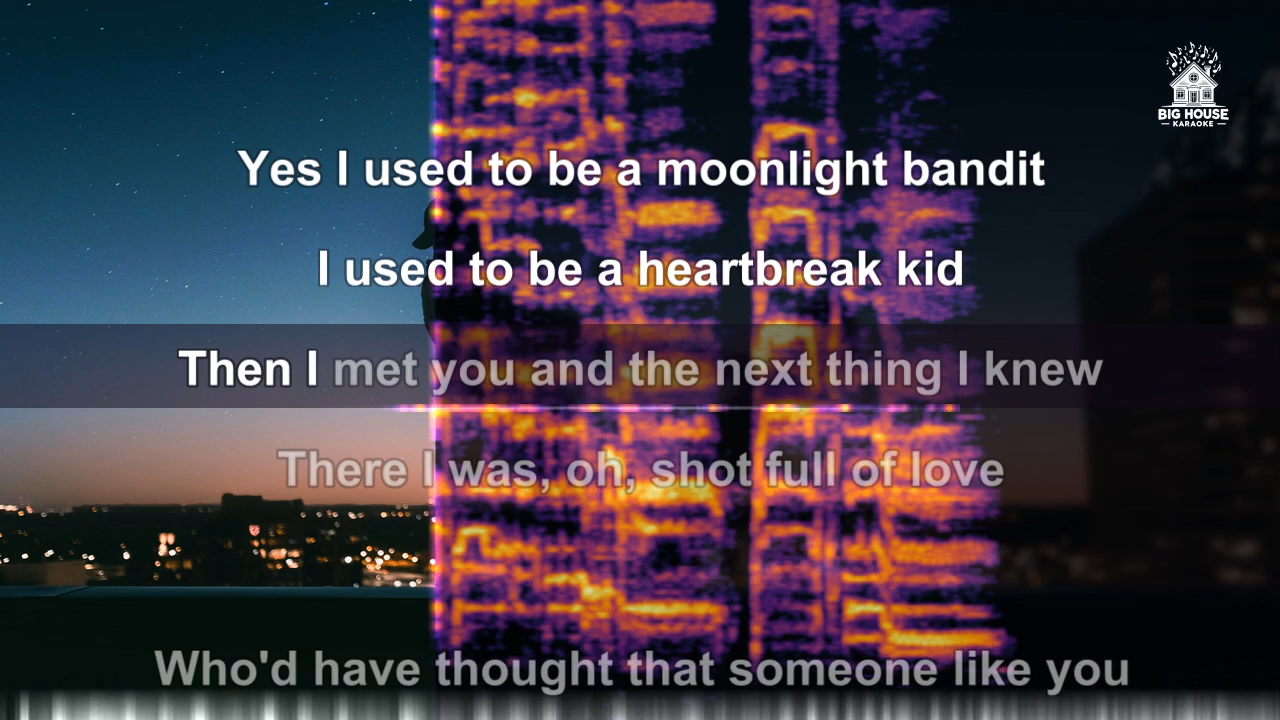 BIG HOUSE
KARAOKE
Yes I used to be a moonlight bandit
I used to be a heartbreak kid
Then I met you and the next thing I knew
There I was, oh, shot full of love
Who'd have thought that someone like you